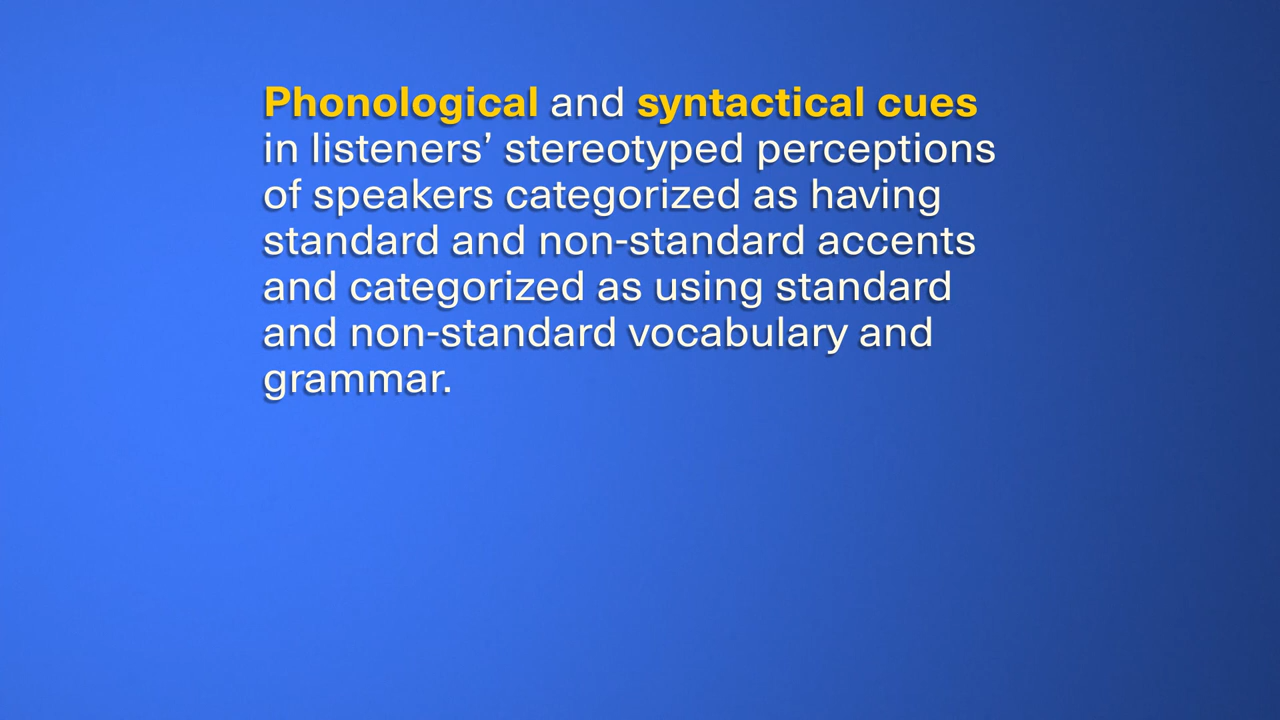 Phonological and syntactical cues
in listeners’ stereotyped perceptions
of speakers categorized as having
standard and non-standard accents
and categorized as using standard
and non-standard vocabulary and
grammar.